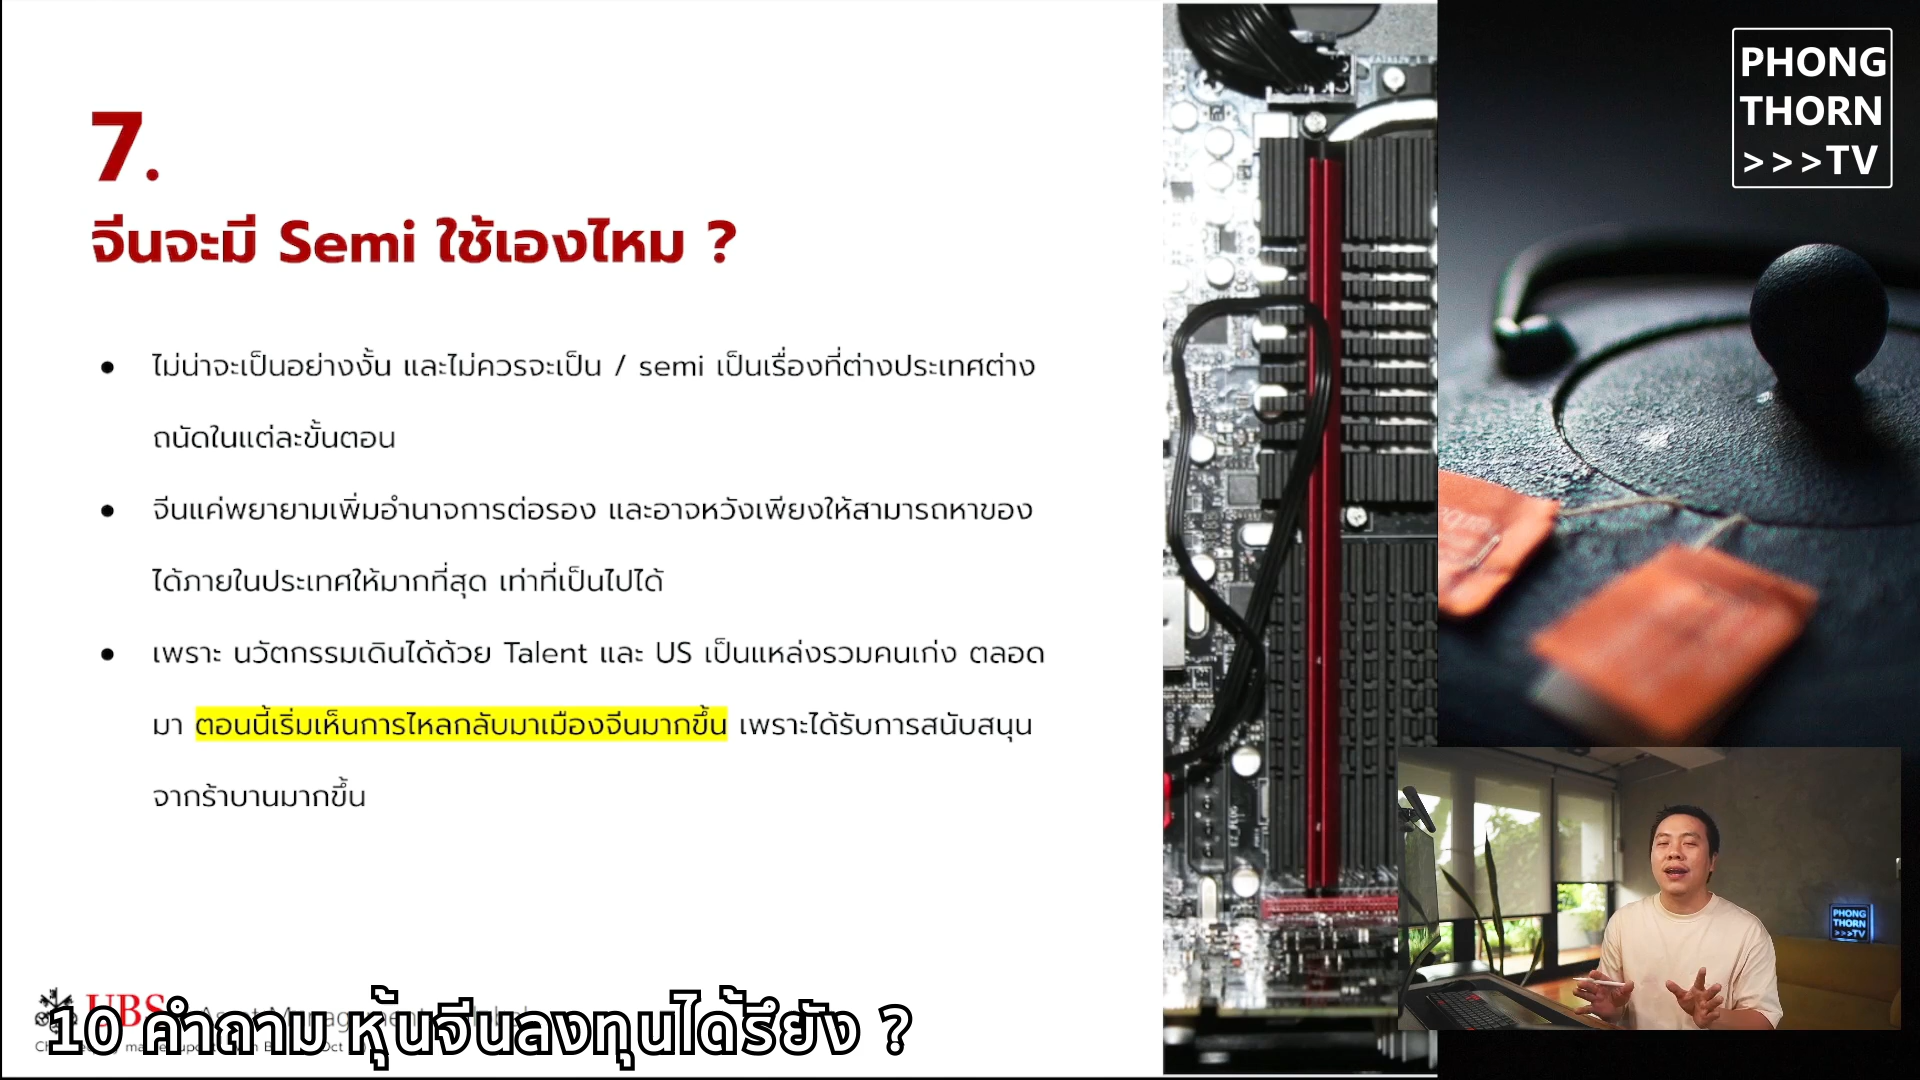 7.
จีนจะมี Semi ใช้เองไหม ?
● ไม่น่าจะเป็นอย่างงั้น และไม่ควรจะเป็น / semi เป็นเรื่องที่ต่างประเทศต่าง
ถนัดในแต่ละขั้นตอน
● จีนแค่พยายามเพิ่มอำนาจการต่อรอง และอาจหวังเพียงให้สามารถหาของ
ได้ภายในประเทศให้มากที่สุด เท่าที่เป็นไปได้
● เพราะ นวัตกรรมเดินได้ด้วย Talent และ US เป็นแหล่งรวมคนเก่ง ตลอด
มา ตอนนี้เริ่มเห็นการไหลกลับมาเมืองจีนมากขึ้น เพราะได้รับการสนับสนุน
จากร้าบานมากขึ้น
UBS Asset Management
10 คำถาม หุ้นจีนลงทุนได้รึยัง ?
PHONG
THORN
>>>TV
PHONG
THORN
>>>TV